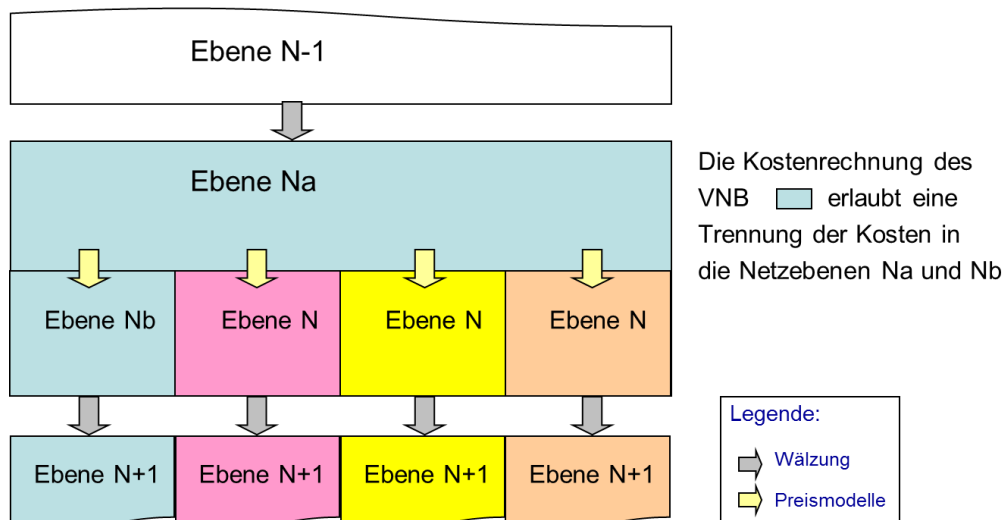 Ebene N-1
Ebene Na
Die Kostenrechnung des
VNB erlaubt eine
Trennung der Kosten in
die Netzebenen Na und Nb
Ebene Nb
Ebene N
Ebene N
Ebene N
Ebene N+1
Ebene N+1
Ebene N+1
Ebene N+1
Legende:
Wälzung
Preismodelle